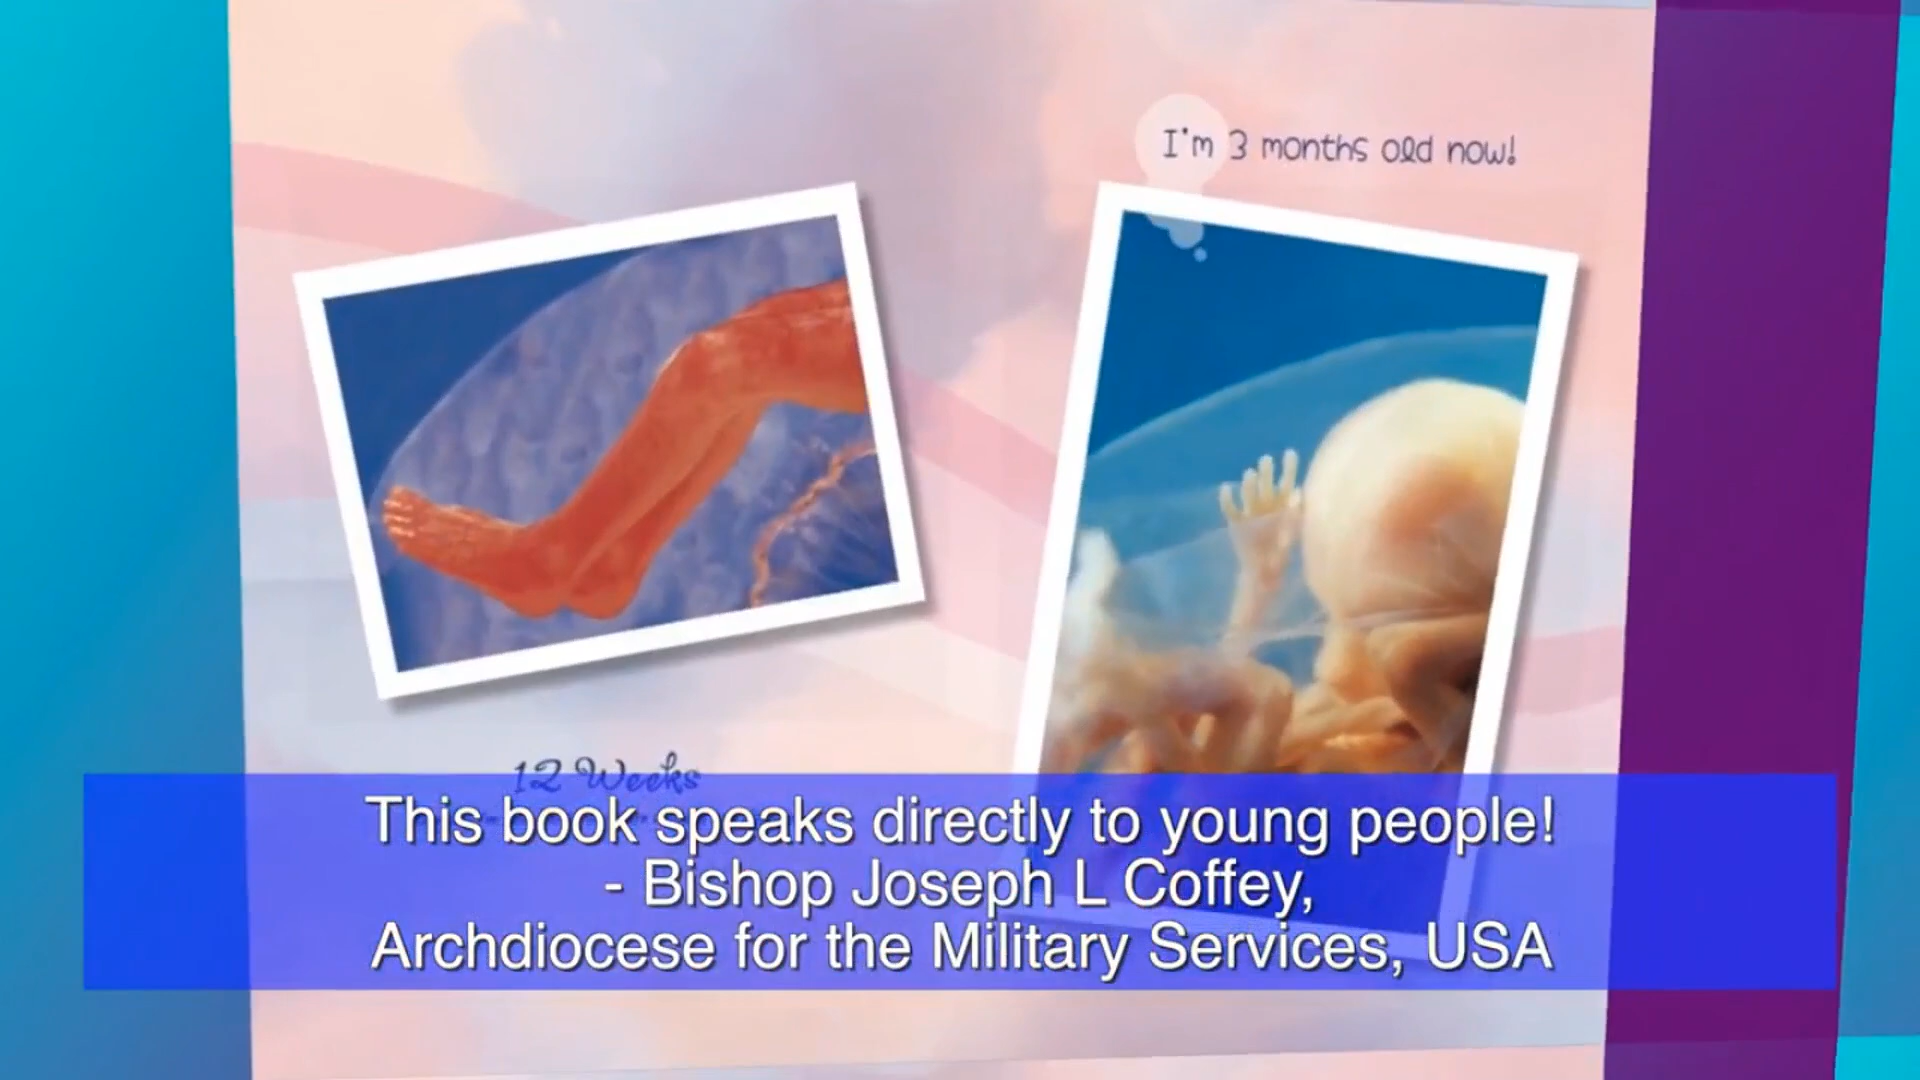 I'm 3 months old now!
12 Weeks
This book speaks directly to young people!
- Bishop Joseph L Coffey,
Archdiocese for the Military Services, USA